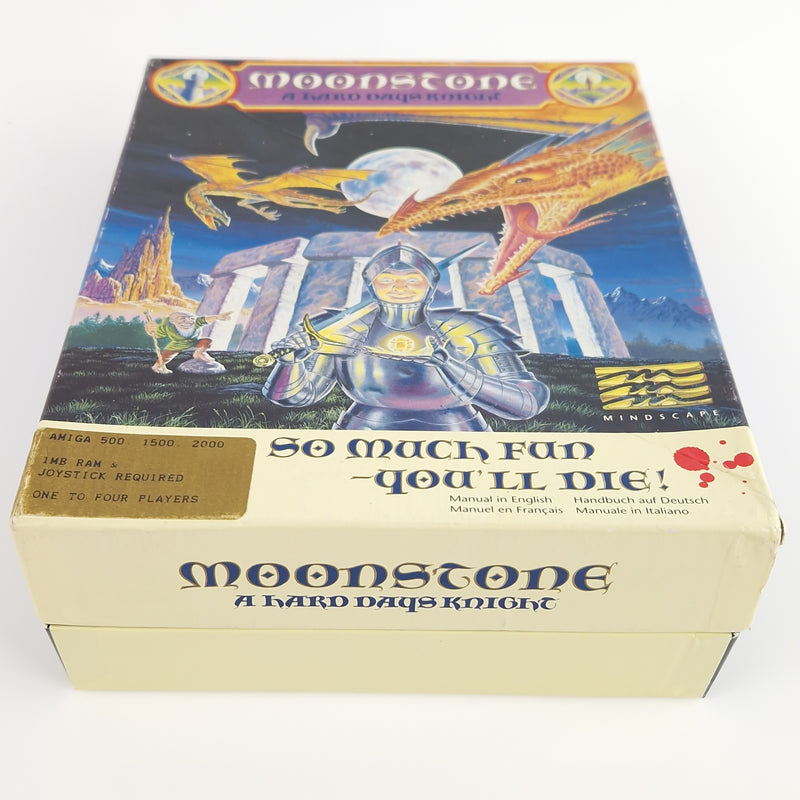 MOONSTONE
A HARD DAYS KNIGHT
MINDSCAPE
AMIGA 500. 1500. 2000
1MB RAM &
JOYSTICK REQUIRED
ONE TO FOUR PLAYERS
SO MUCH FUN
-YOU'LL DIE!
Manual in English Handbuch auf Deutsch
Manuel en Français Manuale in Italiano
MOONSTONE
A HARD DAYS KNIGHT